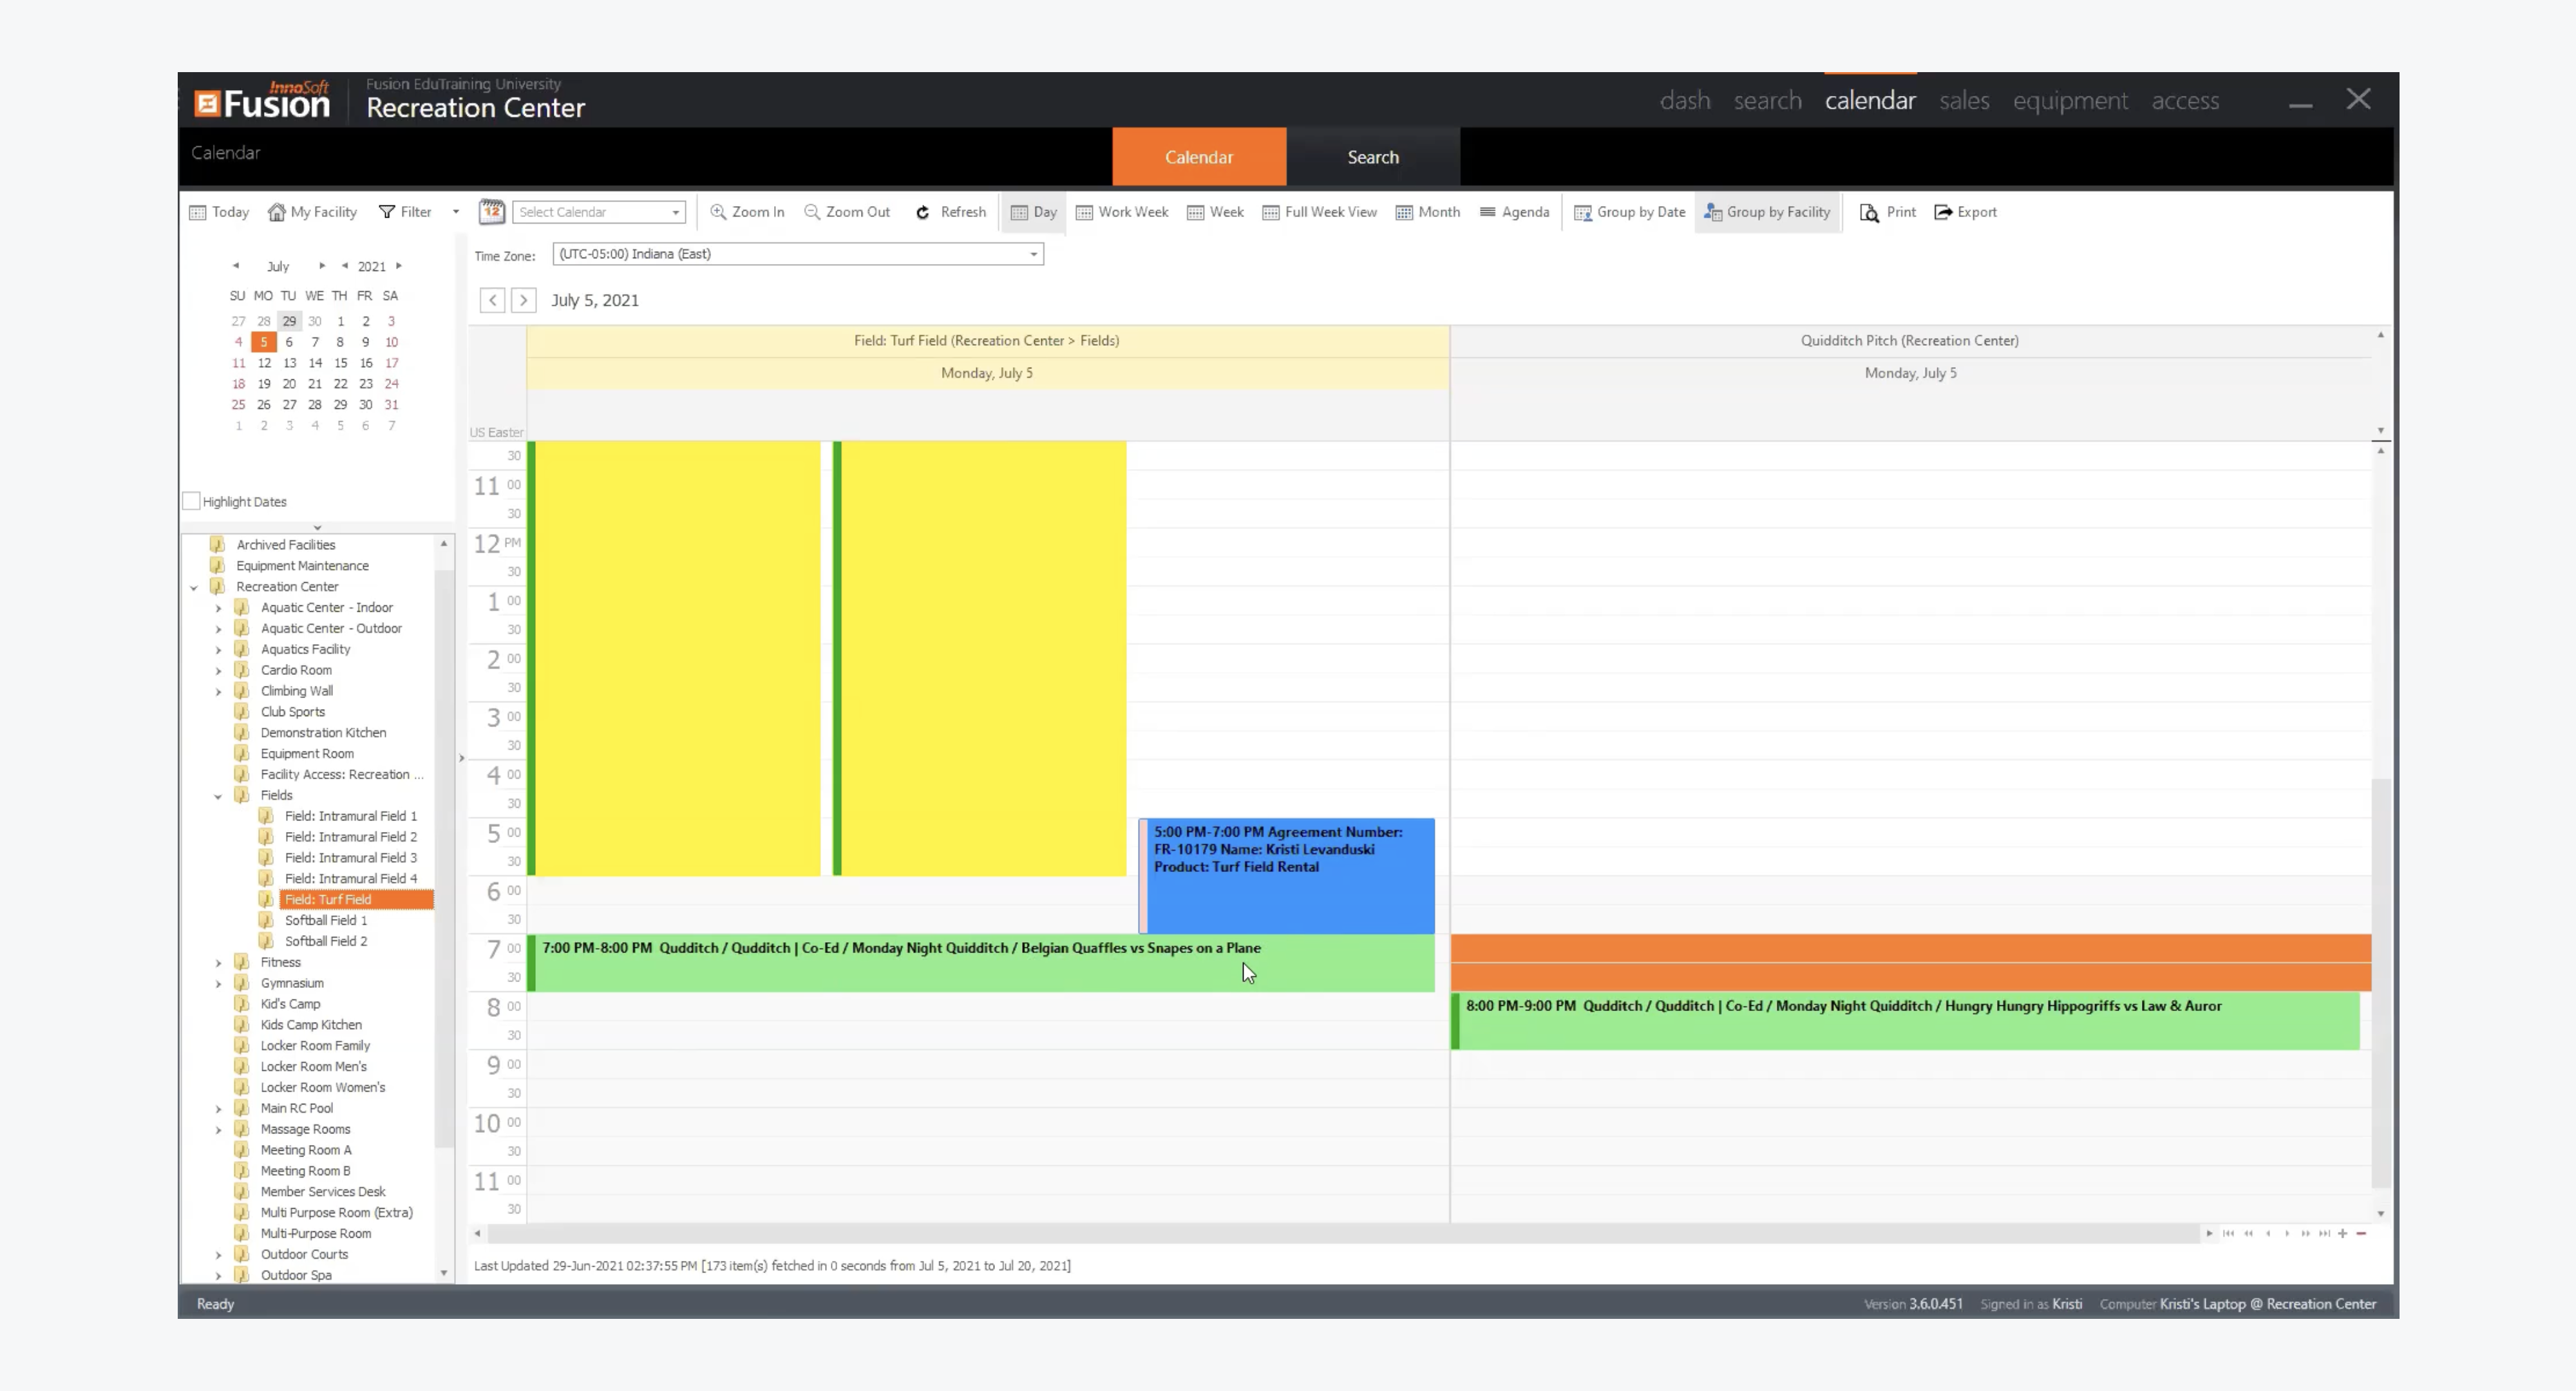 InnoSoft
Fusion
Fusion EduTraining University
Recreation Center
dash search calendar sales equipment access
Calendar
Calendar Search
Today My Facility Filter 12 Select Calendar Zoom In Zoom Out Refresh Day Work Week Week Full Week View Month Agenda Group by Date Group by Facility Print Export
Time Zone: (UTC-05:00) Indiana (East)
July 2021
SU MO TU WE TH FR SA
27 28 29 30 1 2 3
4 5 6 7 8 9 10
11 12 13 14 15 16 17
18 19 20 21 22 23 24
25 26 27 28 29 30 31
1 2 3 4 5 6 7
Highlight Dates
Archived Facilities
Equipment Maintenance
Recreation Center
Aquatic Center - Indoor
Aquatic Center - Outdoor
Aquatics Facility
Cardio Room
Climbing Wall
Club Sports
Demonstration Kitchen
Equipment Room
Facility Access: Recreation ...
Fields
Field: Intramural Field 1
Field: Intramural Field 2
Field: Intramural Field 3
Field: Intramural Field 4
Field: Turf Field
Softball Field 1
Softball Field 2
Fitness
Gymnasium
Kid's Camp
Kids Camp Kitchen
Locker Room Family
Locker Room Men's
Locker Room Women's
Main RC Pool
Massage Rooms
Meeting Room A
Meeting Room B
Member Services Desk
Multi Purpose Room (Extra)
Multi-Purpose Room
Outdoor Courts
Outdoor Spa
July 5, 2021
Field: Turf Field (Recreation Center > Fields) Quidditch Pitch (Recreation Center)
Monday, July 5 Monday, July 5
US Easter
30
11 00
30
12 PM
30
1 00
30
2 00
30
3 00
30
4 00
30
5 00
30
6 00
30
7 00
30
8 00
30
9 00
30
10 00
30
11 00
30
5:00 PM-7:00 PM Agreement Number:
FR-10179 Name: Kristi Levanduski
Product: Turf Field Rental
7:00 PM-8:00 PM Qudditch / Qudditch | Co-Ed / Monday Night Quidditch / Belgian Quaffles vs Snapes on a Plane
8:00 PM-9:00 PM Qudditch / Qudditch | Co-Ed / Monday Night Quidditch / Hungry Hungry Hippogriffs vs Law & Auror
Last Updated 29-Jun-2021 02:37:55 PM [173 item(s) fetched in 0 seconds from Jul 5, 2021 to Jul 20, 2021]
Ready Version 3.6.0.451 Signed in as Kristi Computer Kristi's Laptop @ Recreation Center